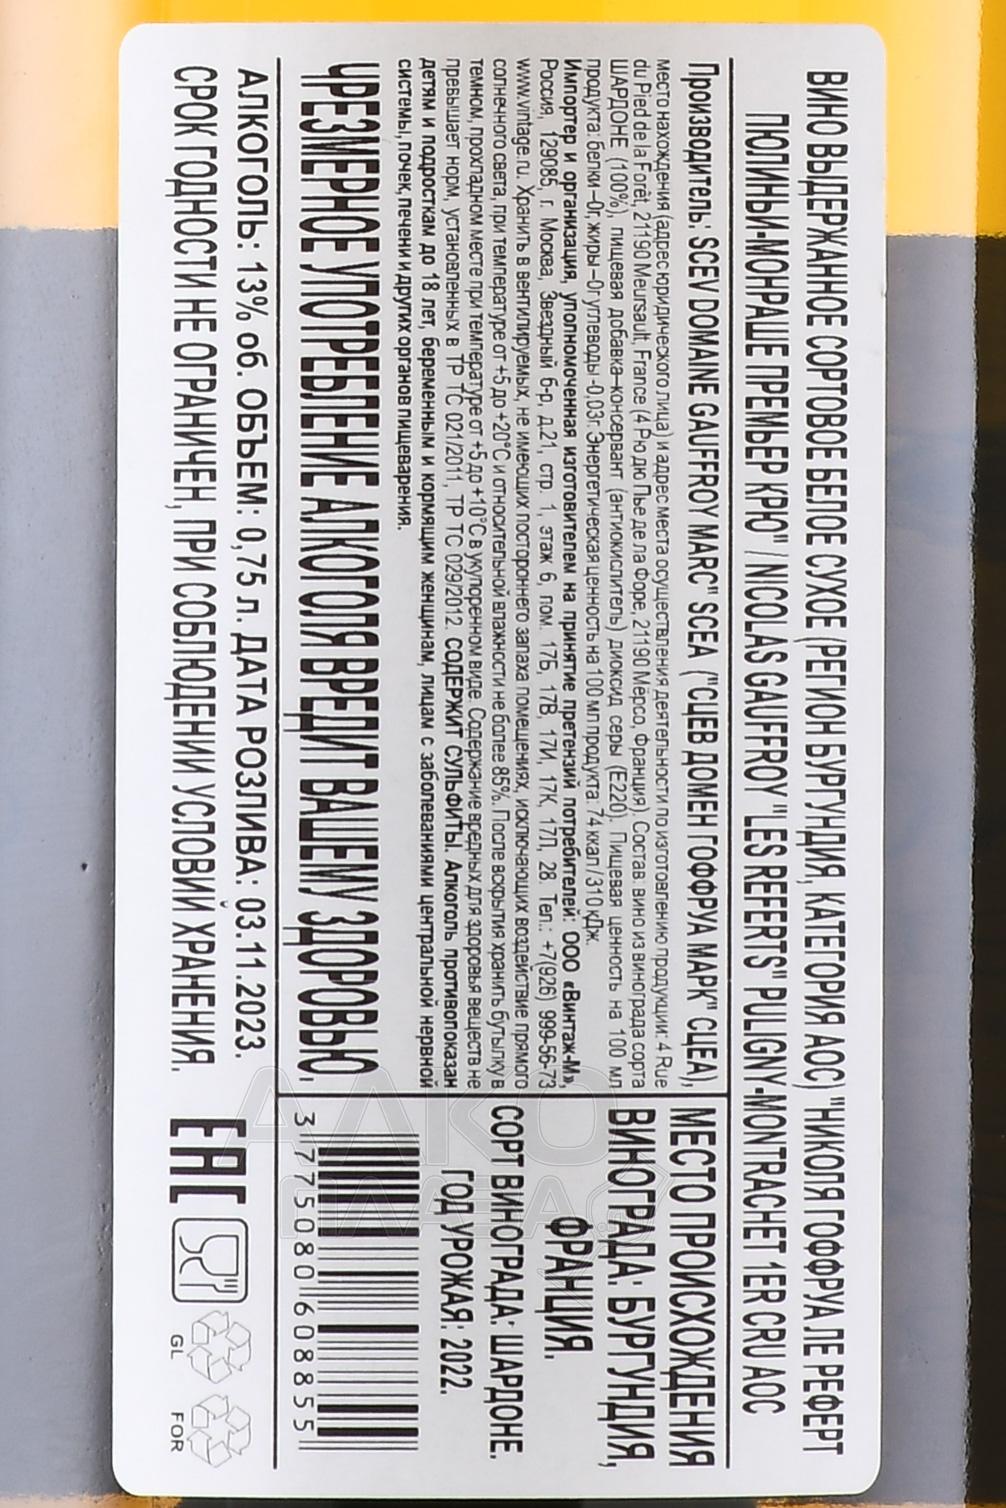 ВИНО ВЫДЕРЖАННОЕ СОРТОВОЕ БЕЛОЕ СУХОЕ (РЕГИОН БУРГУНДИЯ, КАТЕГОРИЯ АОС) "НИКОЛЯ ГОФФРУА ЛЕ РЕФЕРТ
ПЮЛИНЬИ-МОНРАШЕ ПРЕМЬЕР КРЮ" / NICOLAS GAUFFROY "LES REFERTS" PULIGNY-MONTRACHET 1ER CRU AOC
Производитель: SCEV DOMAINE GAUFFROY MARC" SCEA ("СЦЕВ ДОМЕН ГОФФРУА МАРК" СЦЕА),
место нахождения (адрес юридического лица) и адрес места осуществления деятельности по изготовлению продукции: 4 Rue
du Pied de la Forêt, 21190 Meursault, France (4 Рю дю Пье де ла Форе, 21190 Мёрсо, Франция). Состав: вино из винограда сорта
ШАРДОНЕ (100%), пищевая добавка–консервант (антиокислитель) диоксид серы (Е220). Пищевая ценность на 100 мл
продукта: белки–0г, жиры–0г углеводы -0,03г. Энергетическая ценность на 100 мл продукта: 74 ккал / 310 кДж.
Импортер и организация, уполномоченная изготовителем на принятие претензий потребителей: ООО «Винтаж-М»,
Россия, 129085, г. Москва, Звездный б-р, д.21, стр. 1, этаж 6, пом. 17Б, 17В, 17И, 17К, 17Л, 28. Тел.: +7(926) 999-56-73
www.vintage.ru. Хранить в вентилируемых, не имеющих постороннего запаха помещениях, исключающих воздействие прямого
солнечного света, при температуре от +5 до +20°С и относительной влажности не более 85%. После вскрытия хранить бутылку в
темном, прохладном месте при температуре от +5 до +10°С в укупоренном виде. Содержание вредных для здоровья веществ не
превышает норм, установленных в ТР ТС 021/2011, ТР ТС 029/2012. СОДЕРЖИТ СУЛЬФИТЫ. Алкоголь противопоказан
детям и подросткам до 18 лет, беременным и кормящим женщинам, лицам с заболеваниями центральной нервной
системы, почек, печени и других органов пищеварения.
ЧРЕЗМЕРНОЕ УПОТРЕБЛЕНИЕ АЛКОГОЛЯ ВРЕДИТ ВАШЕМУ ЗДОРОВЬЮ.
МЕСТО ПРОИСХОЖДЕНИЯ
ВИНОГРАДА: БУРГУНДИЯ,
ФРАНЦИЯ.
СОРТ ВИНОГРАДА: ШАРДОНЕ.
ГОД УРОЖАЯ: 2022.
3775080608855
АЛКОГОЛЬ: 13% об. ОБЪЕМ: 0,75 л. ДАТА РОЗЛИВА: 03.11.2023.
СРОК ГОДНОСТИ НЕ ОГРАНИЧЕН, ПРИ СОБЛЮДЕНИИ УСЛОВИЙ ХРАНЕНИЯ.
EAC
GL
FOR
АЛКО
СЛАВА